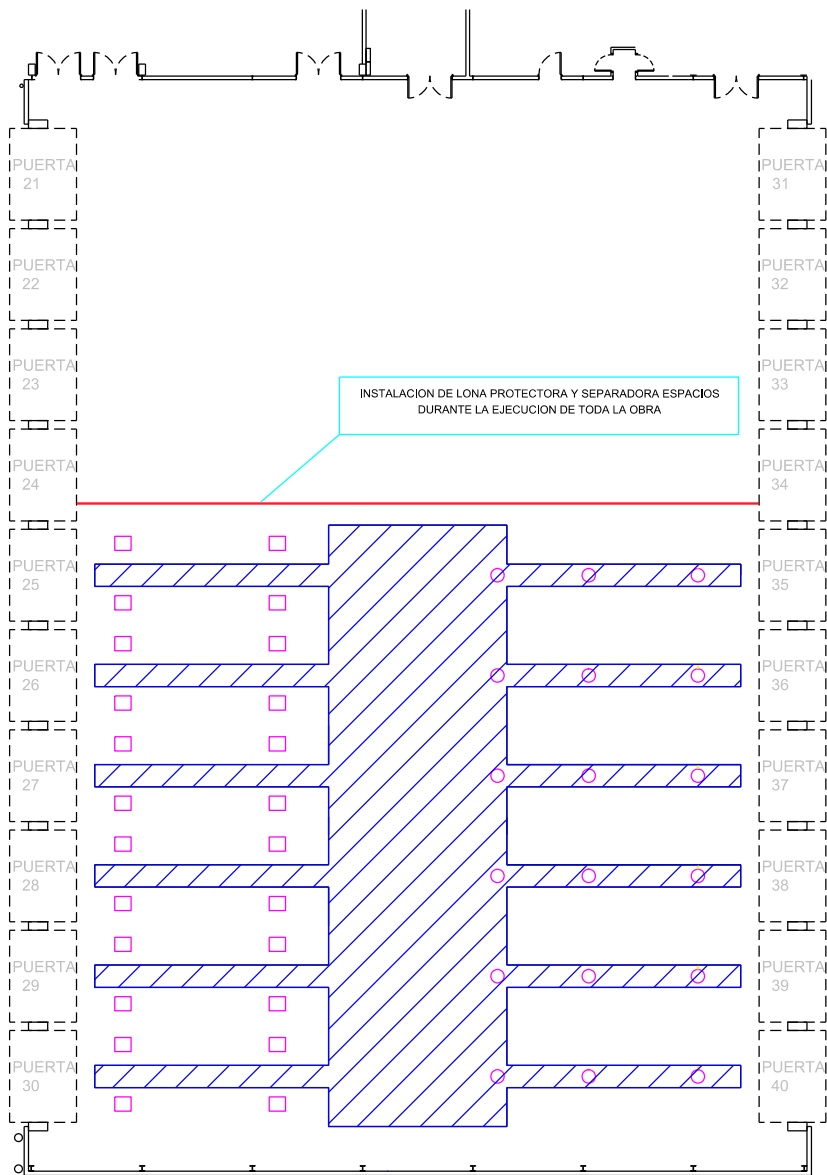 PUERTA
21
PUERTA
31
PUERTA
22
PUERTA
32
PUERTA
23
PUERTA
33
INSTALACION DE LONA PROTECTORA Y SEPARADORA ESPACIOS
DURANTE LA EJECUCION DE TODA LA OBRA
PUERTA
24
PUERTA
34
PUERTA
25
PUERTA
35
PUERTA
26
PUERTA
36
PUERTA
27
PUERTA
37
PUERTA
28
PUERTA
38
PUERTA
29
PUERTA
39
PUERTA
30
PUERTA
40